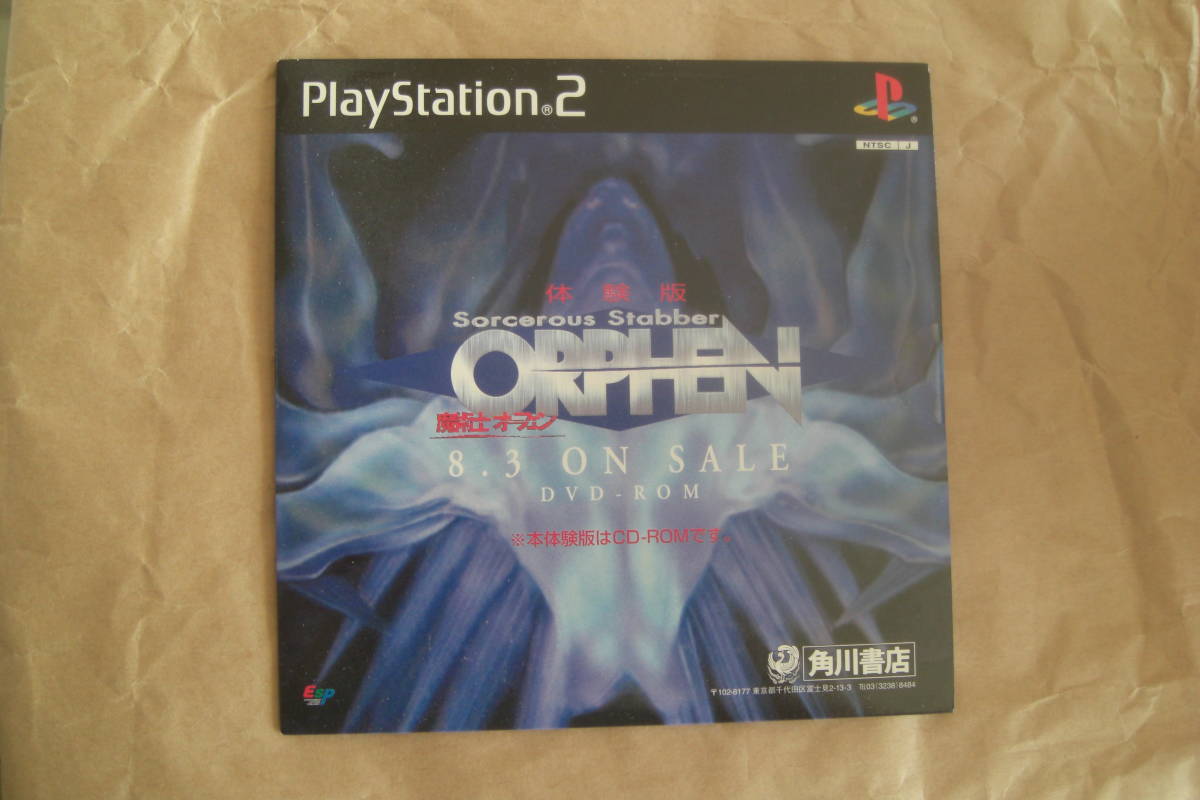 PlayStation®2
®
NTSC J
体験版
Sorcerous Stabber
ORPHEN
魔術士オーフェン
8.3 ON SALE
DVD-ROM
※本体験版はCD-ROMです。
角川書店
〒102-8177 東京都千代田区富士見2-13-3 Tel.03(3238)8484
Esp